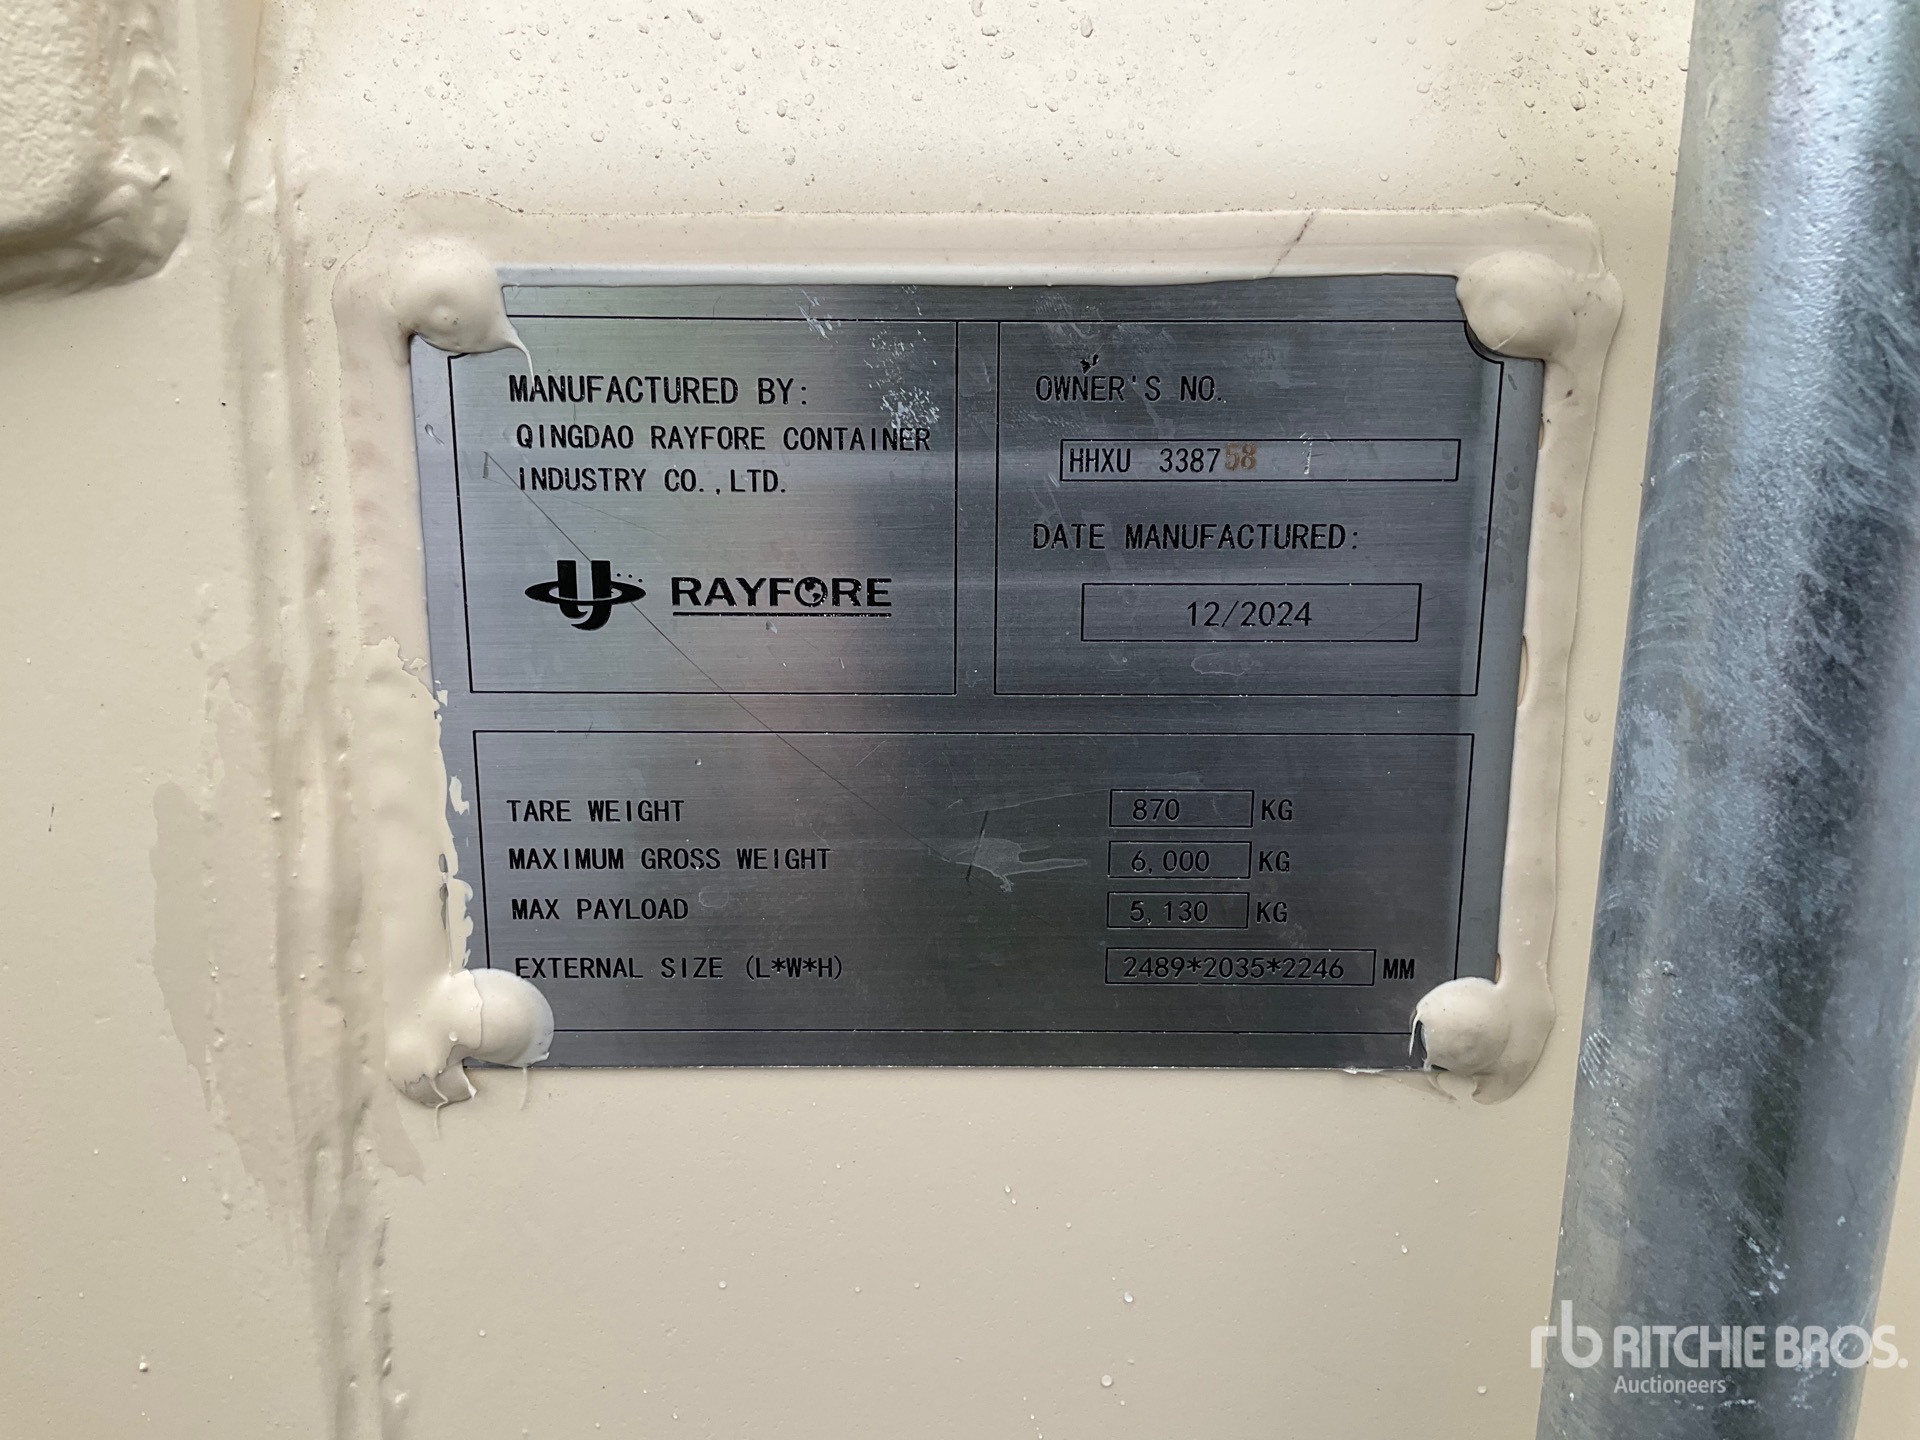 MANUFACTURED BY:
QINGDAO RAYFORE CONTAINER
INDUSTRY CO.,LTD.
RAYFORE
OWNER'S NO.
HHXU 338758 1
DATE MANUFACTURED:
12/2024
TARE WEIGHT 870 KG
MAXIMUM GROSS WEIGHT 6,000 KG
MAX PAYLOAD 5,130 KG
EXTERNAL SIZE (L*W*H) 2489*2035*2246 MM
rb RITCHIE BROS.
Auctioneers